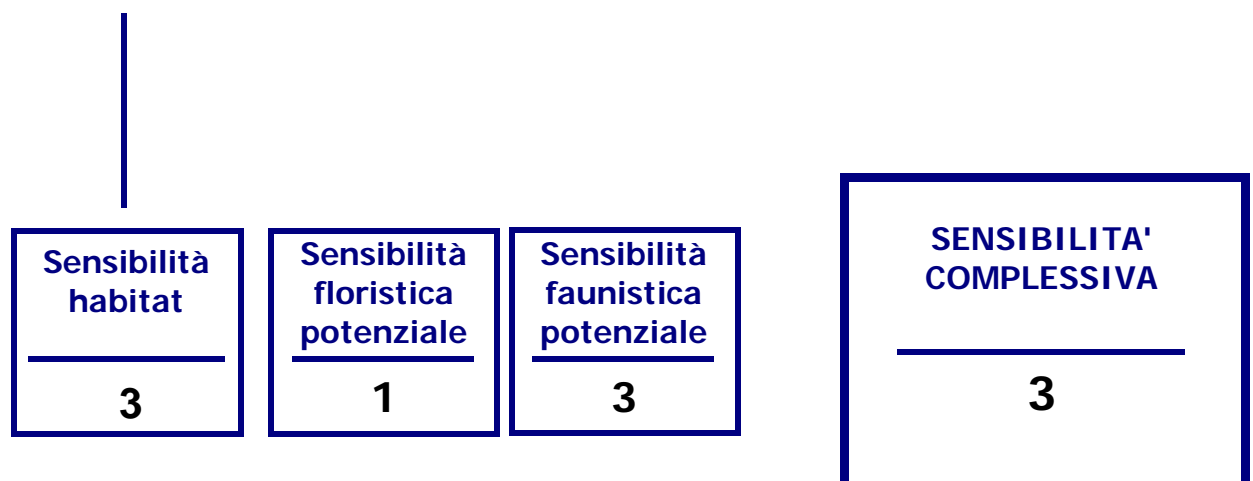 Sensibilità
habitat
3
Sensibilità
floristica
potenziale
1
Sensibilità
faunistica
potenziale
3
SENSIBILITA'
COMPLESSIVA
3